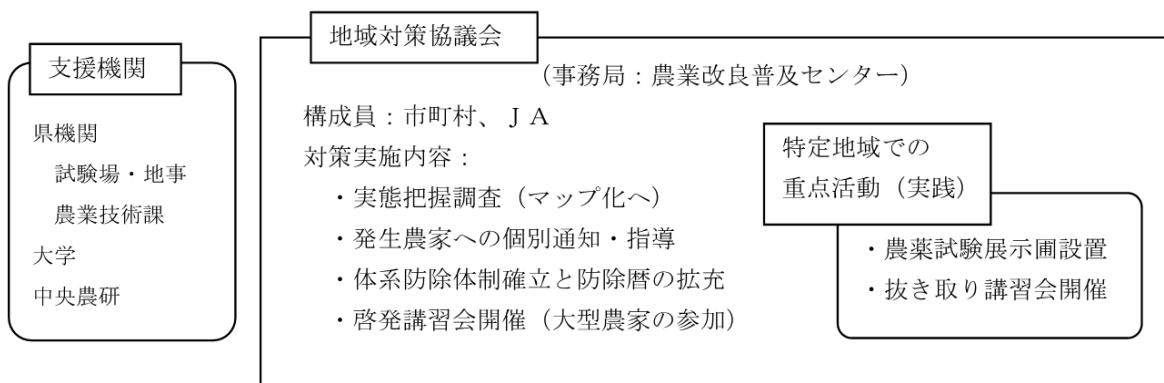 支援機関
県機関
試験場・地事
農業技術課
大学
中央農研
地域対策協議会
（事務局：農業改良普及センター）
構成員：市町村、ＪＡ
対策実施内容：
・実態把握調査（マップ化へ）
・発生農家への個別通知・指導
・体系防除体制確立と防除暦の拡充
・啓発講習会開催（大型農家の参加）
特定地域での
重点活動（実践）
・農薬試験展示圃設置
・抜き取り講習会開催